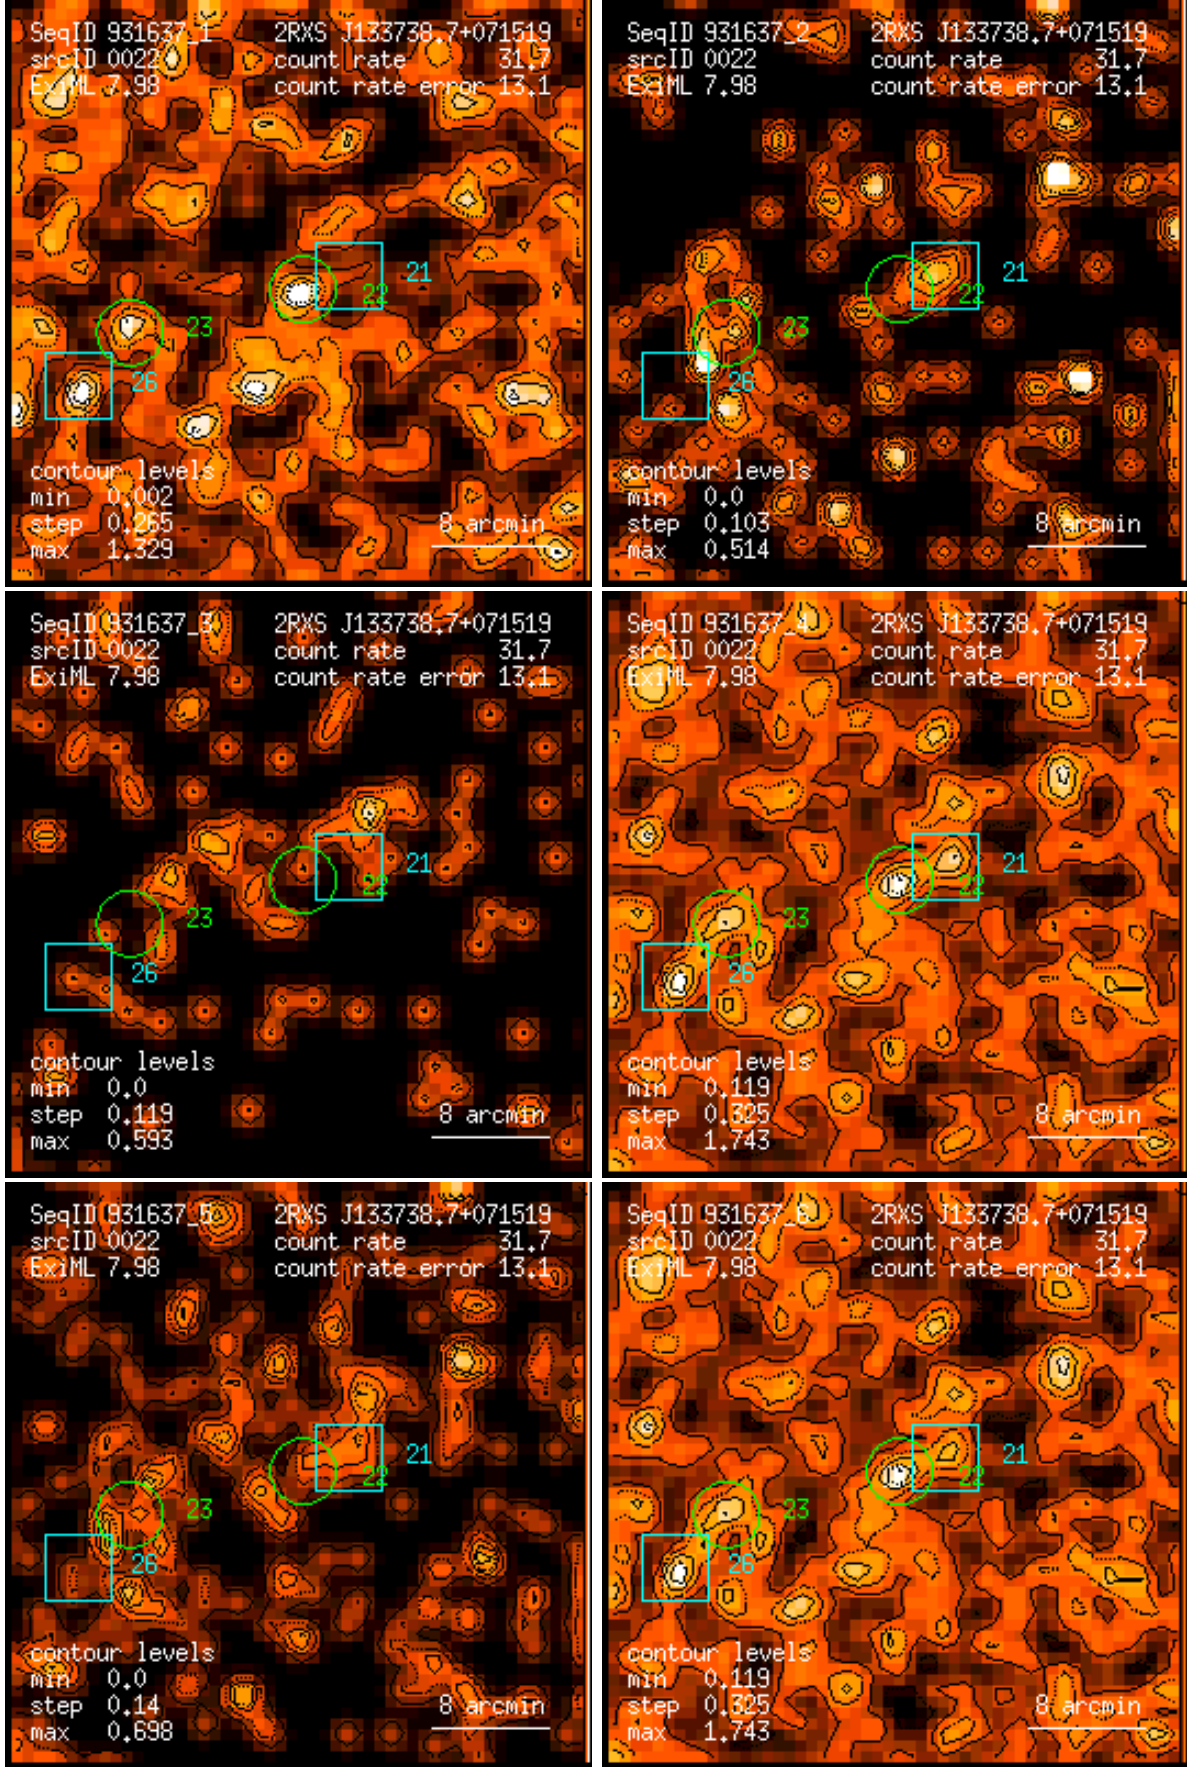 SeqID 931637_1 2RXS J133738.7+071519
srcID 0022 count rate 31.7
ExiML 7.98 count rate error 13.1
21
22
23
26
contour levels
min 0.002
step 0.265
max 1.329
8 arcmin
SeqID 931637_2 2RXS J133738.7+071519
srcID 0022 count rate 31.7
ExiML 7.98 count rate error 13.1
21
22
23
26
contour levels
min 0.0
step 0.103
max 0.514
8 arcmin
SeqID 931637_3 2RXS J133738.7+071519
srcID 0022 count rate 31.7
ExiML 7.98 count rate error 13.1
21
22
23
26
contour levels
min 0.0
step 0.119
max 0.593
8 arcmin
SeqID 931637_4 2RXS J133738.7+071519
srcID 0022 count rate 31.7
ExiML 7.98 count rate error 13.1
21
22
23
26
contour levels
min 0.119
step 0.325
max 1.743
8 arcmin
SeqID 931637_5 2RXS J133738.7+071519
srcID 0022 count rate 31.7
ExiML 7.98 count rate error 13.1
21
22
23
26
contour levels
min 0.0
step 0.14
max 0.698
8 arcmin
SeqID 931637_6 2RXS J133738.7+071519
srcID 0022 count rate 31.7
ExiML 7.98 count rate error 13.1
21
22
23
26
contour levels
min 0.119
step 0.325
max 1.743
8 arcmin